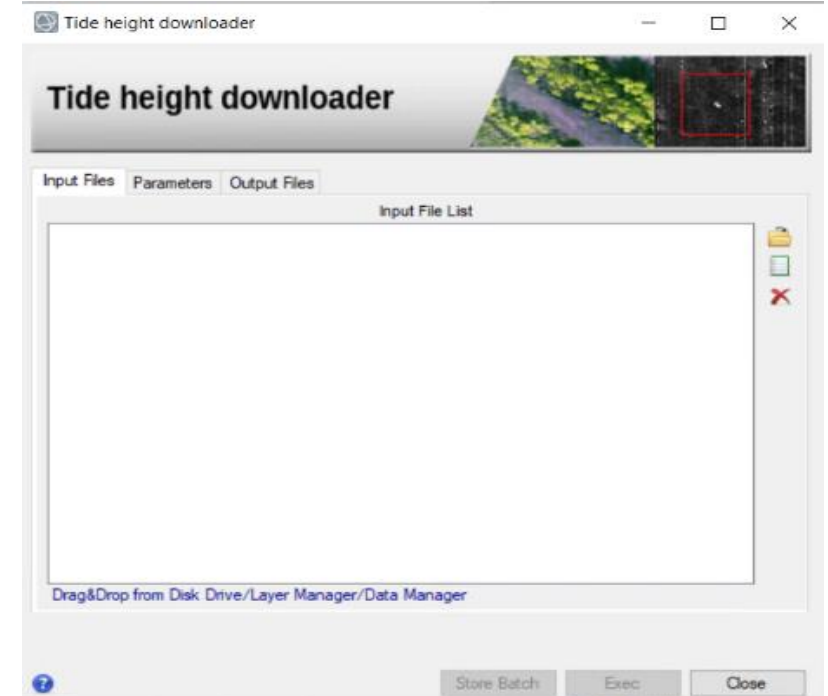 Tide height downloader
Tide height downloader
Input Files Parameters Output Files
Input File List
Drag&Drop from Disk Drive/Layer Manager/Data Manager
Store Batch Exec Close